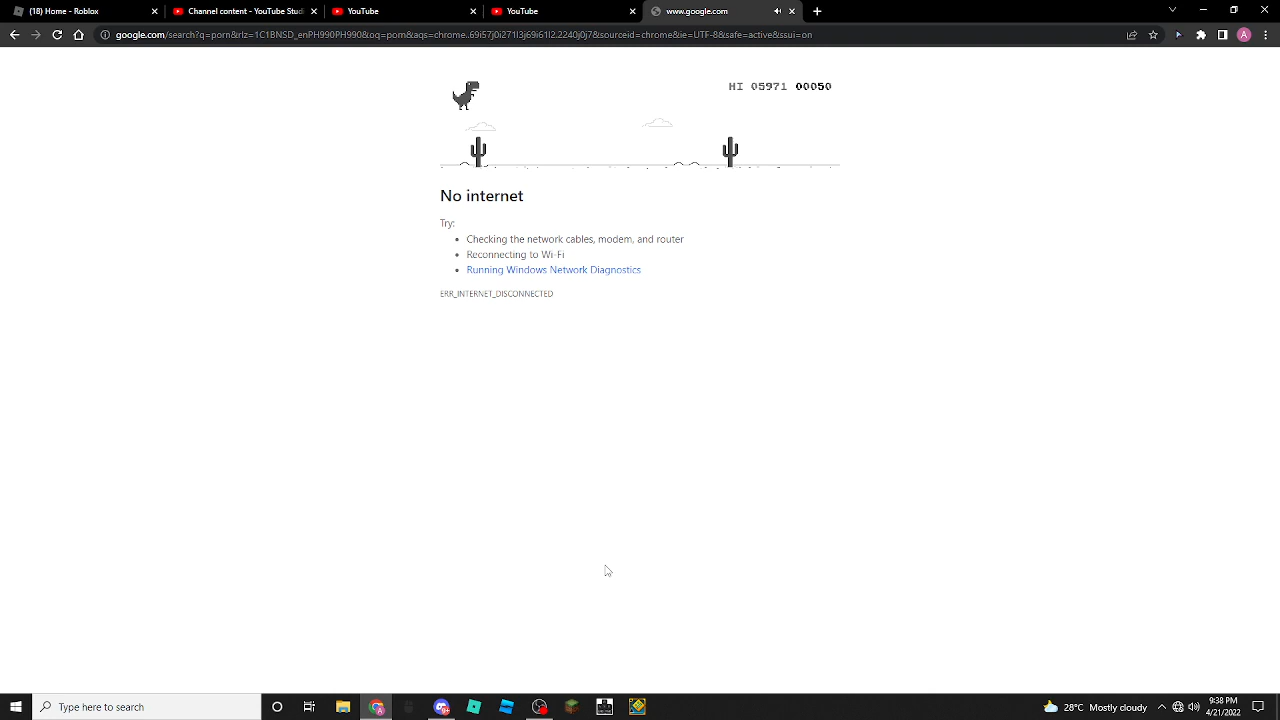 (18) Home - Roblox
Channel content - YouTube Studi
YouTube
YouTube
www.google.com
google.com/search?q=porn&rlz=1C1BNSD_enPH990PH990&oq=porn&aqs=chrome..69i57j0i271l3j69i61l2.2240j0j7&sourceid=chrome&ie=UTF-8&safe=active&ssui=on
A
HI 05971 00050
No internet
Try:
Checking the network cables, modem, and router
Reconnecting to Wi-Fi
Running Windows Network Diagnostics
ERR_INTERNET_DISCONNECTED
Type here to search
28°C Mostly cloudy
9:38 PM
4/21/2022